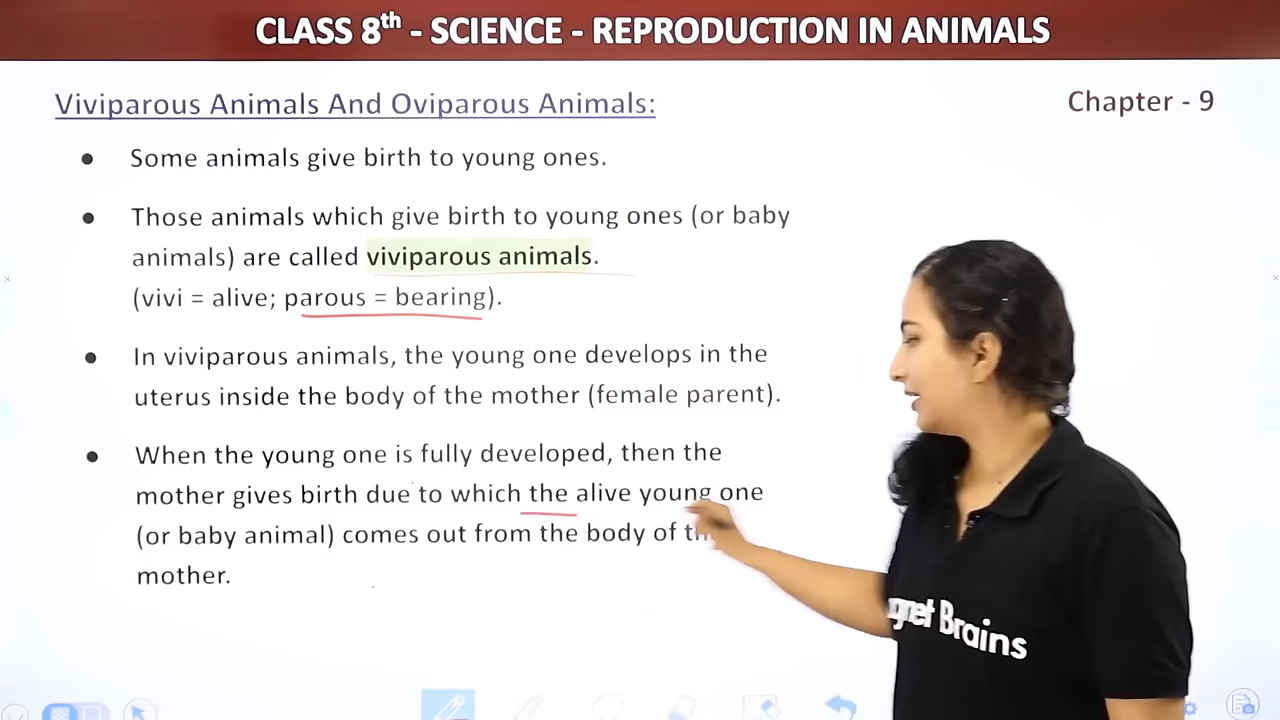 CLASS 8th - SCIENCE - REPRODUCTION IN ANIMALS
Viviparous Animals And Oviparous Animals:
Chapter - 9
● Some animals give birth to young ones.
● Those animals which give birth to young ones (or baby
animals) are called viviparous animals.
(vivi = alive; parous = bearing).
● In viviparous animals, the young one develops in the
uterus inside the body of the mother (female parent).
● When the young one is fully developed, then the
mother gives birth due to which the alive young one
(or baby animal) comes out from the body of
mother.
Brains